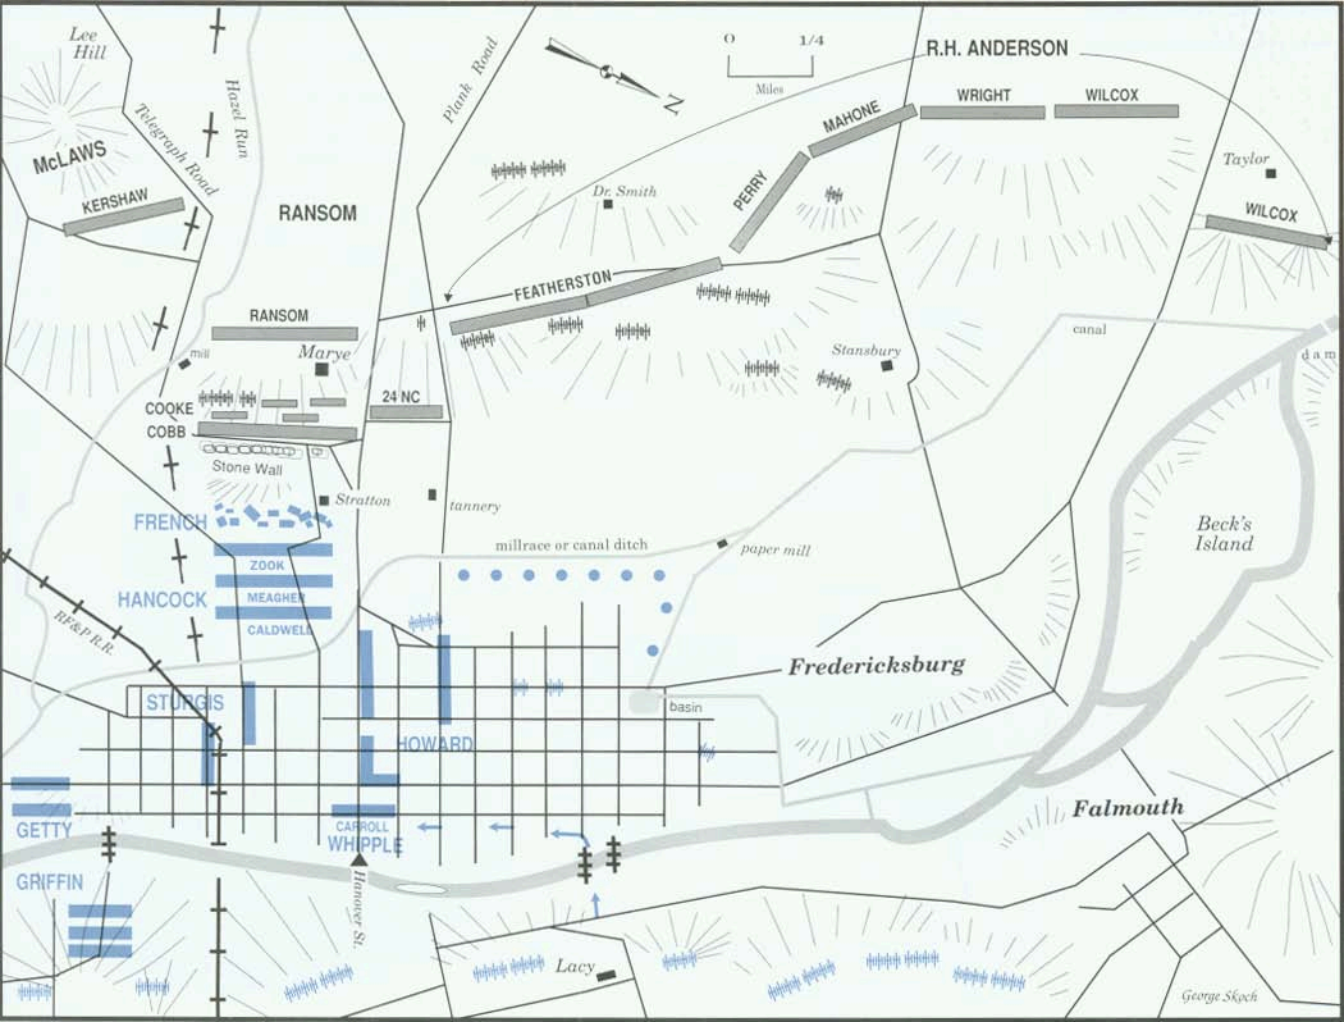 Lee
Hill
Hazel Run
Plank Road
0 1/4
Miles
N
R.H. ANDERSON
WRIGHT
WILCOX
MAHONE
Telegraph Road
McLAWS
KERSHAW
RANSOM
Dr. Smith
PERRY
Taylor
WILCOX
FEATHERSTON
RANSOM
mill
Marye
Stansbury
canal
dam
COOKE
COBB
24 NC
Stone Wall
Stratton
tannery
FRENCH
ZOOK
HANCOCK
MEAGHER
CALDWELL
millrace or canal ditch
paper mill
Beck's
Island
RF&P R.R.
Fredericksburg
STURGIS
basin
HOWARD
Falmouth
GETTY
CARROLL
WHIPPLE
GRIFFIN
Hanover St.
Lacy
George Skoch